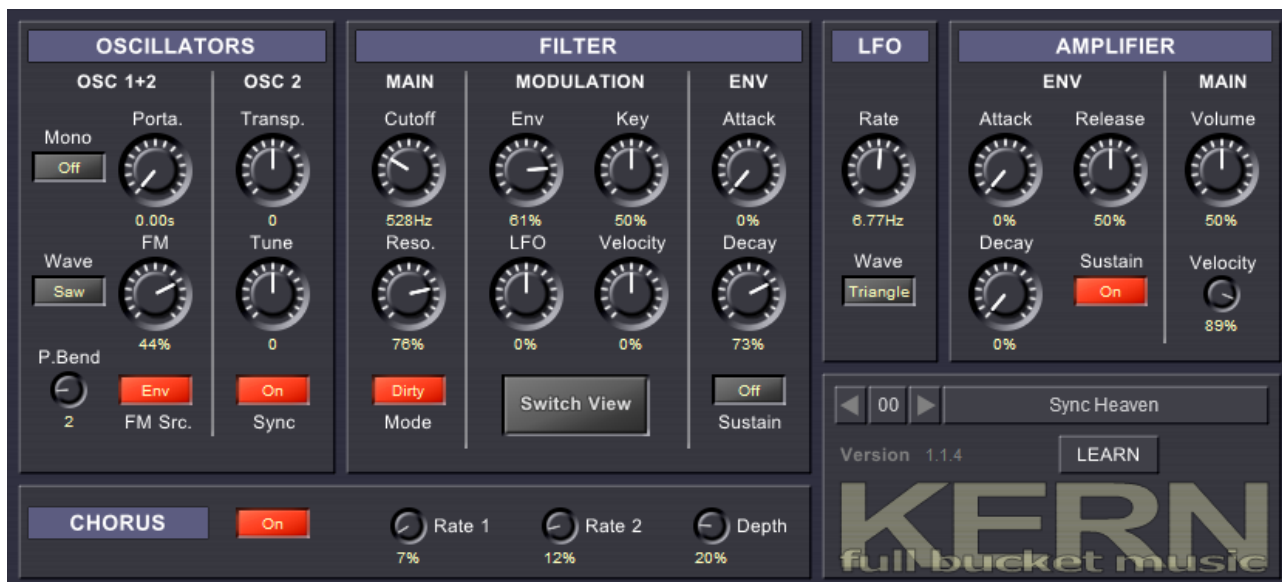 OSCILLATORS
OSC 1+2 OSC 2
Porta. Transp.
Mono
Off
0.00s 0
FM Tune
Wave
Saw
44% 0
P.Bend
Env On
2 FM Src. Sync
FILTER
MAIN MODULATION ENV
Cutoff Env Key Attack
528Hz 61% 50% 0%
Reso. LFO Velocity Decay
76% 0% 0% 73%
Dirty Switch View Off
Mode Sustain
LFO
Rate
6.77Hz
Wave
Triangle
AMPLIFIER
ENV MAIN
Attack Release Volume
0% 50% 50%
Decay Sustain Velocity
On
0% 89%
00 Sync Heaven
Version 1.1.4 LEARN
KERN
full bucket music
CHORUS On Rate 1 Rate 2 Depth
7% 12% 20%